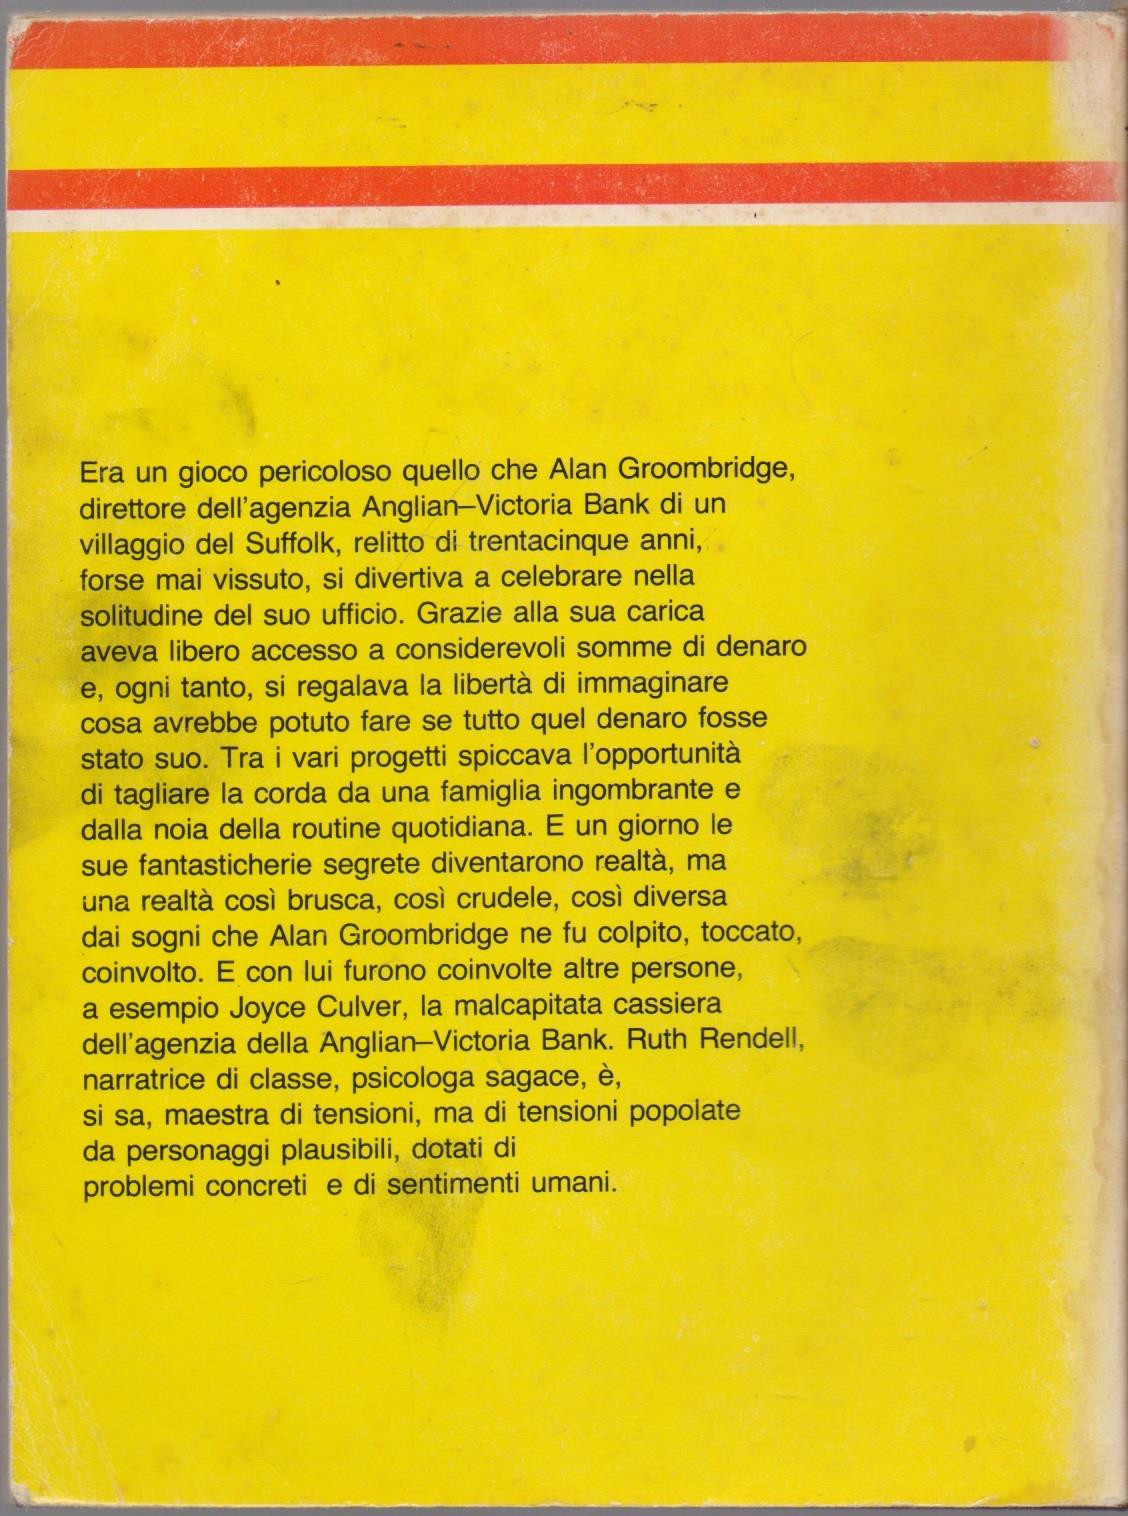 Era un gioco pericoloso quello che Alan Groombridge,
direttore dell'agenzia Anglian–Victoria Bank di un
villaggio del Suffolk, relitto di trentacinque anni,
forse mai vissuto, si divertiva a celebrare nella
solitudine del suo ufficio. Grazie alla sua carica
aveva libero accesso a considerevoli somme di denaro
e, ogni tanto, si regalava la libertà di immaginare
cosa avrebbe potuto fare se tutto quel denaro fosse
stato suo. Tra i vari progetti spiccava l'opportunità
di tagliare la corda da una famiglia ingombrante e
dalla noia della routine quotidiana. E un giorno le
sue fantasticherie segrete diventarono realtà, ma
una realtà così brusca, così crudele, così diversa
dai sogni che Alan Groombridge ne fu colpito, toccato,
coinvolto. E con lui furono coinvolte altre persone,
a esempio Joyce Culver, la malcapitata cassiera
dell'agenzia della Anglian–Victoria Bank. Ruth Rendell,
narratrice di classe, psicologa sagace, è,
si sa, maestra di tensioni, ma di tensioni popolate
da personaggi plausibili, dotati di
problemi concreti e di sentimenti umani.